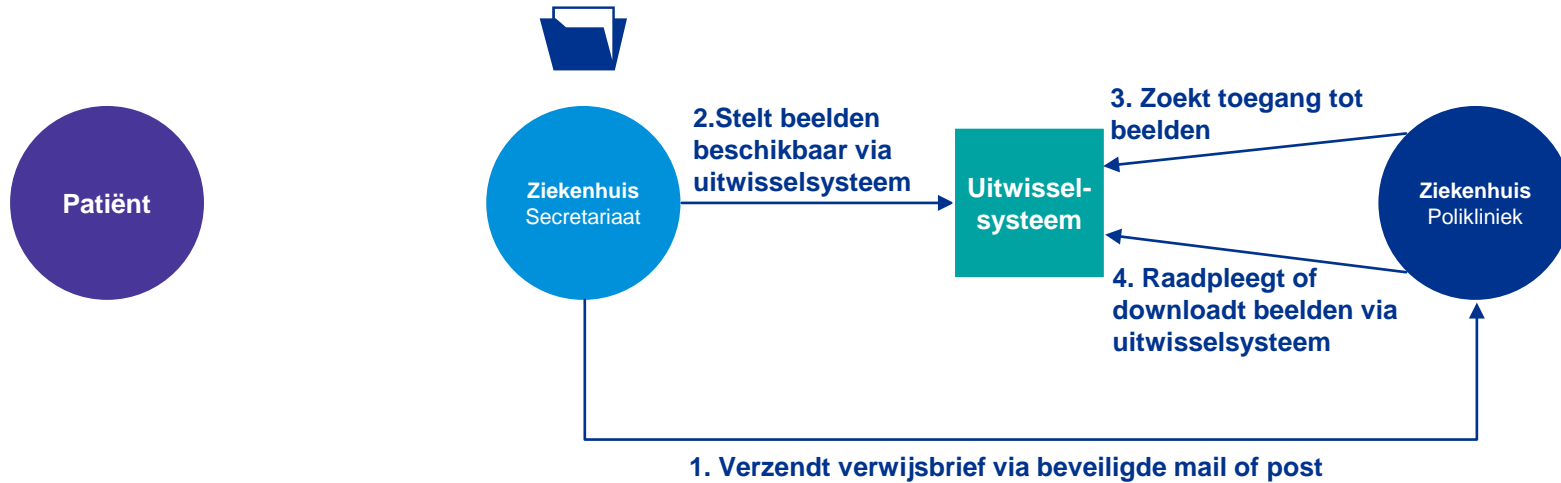 Patiënt
Ziekenhuis
Secretariaat
2.Stelt beelden
beschikbaar via
uitwisselsysteem
Uitwissel-
systeem
3. Zoekt toegang tot
beelden
4. Raadpleegt of
downloadt beelden via
uitwisselsysteem
Ziekenhuis
Polikliniek
1. Verzendt verwijsbrief via beveiligde mail of post